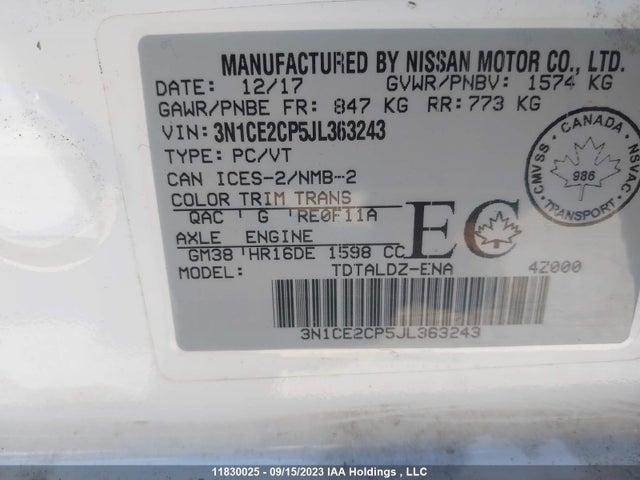 MANUFACTURED BY NISSAN MOTOR CO., LTD.
DATE: 12/17 GVWR/PNBV: 1574 KG
GAWR/PNBE FR: 847 KG RR: 773 KG
VIN: 3N1CE2CP5JL363243
TYPE: PC/VT
CAN ICES-2/NMB-2
COLOR TRIM TRANS
QAC G RE0F11A
AXLE ENGINE
GM38 HR16DE 1598 CC
EC
MODEL: TDTALDZ-ENA 4Z000
3N1CE2CP5JL363243
CANADA
CMVSS
NSVAC
986
TRANSPORT
11830025 - 09/15/2023 IAA Holdings , LLC